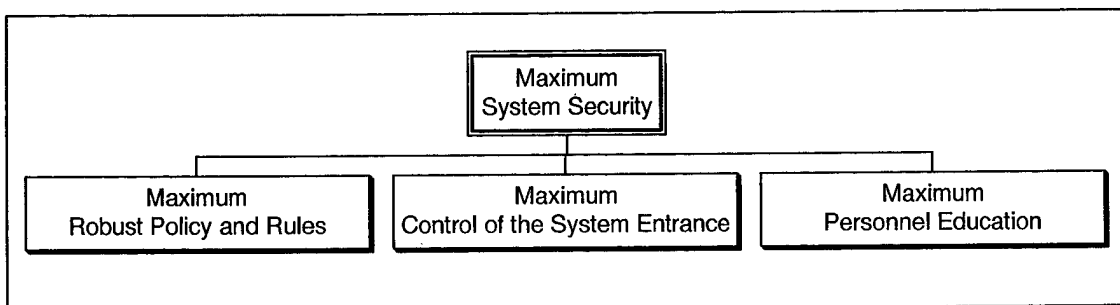 Maximum
System Security
Maximum
Robust Policy and Rules
Maximum
Control of the System Entrance
Maximum
Personnel Education